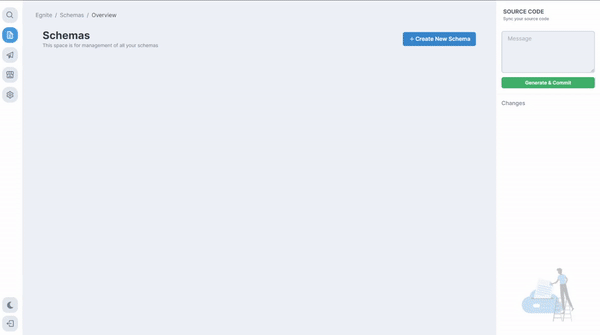 Egnite / Schemas / Overview
Schemas
This space is for management of all your schemas
+ Create New Schema
SOURCE CODE
Sync your source code
Message
Generate & Commit
Changes